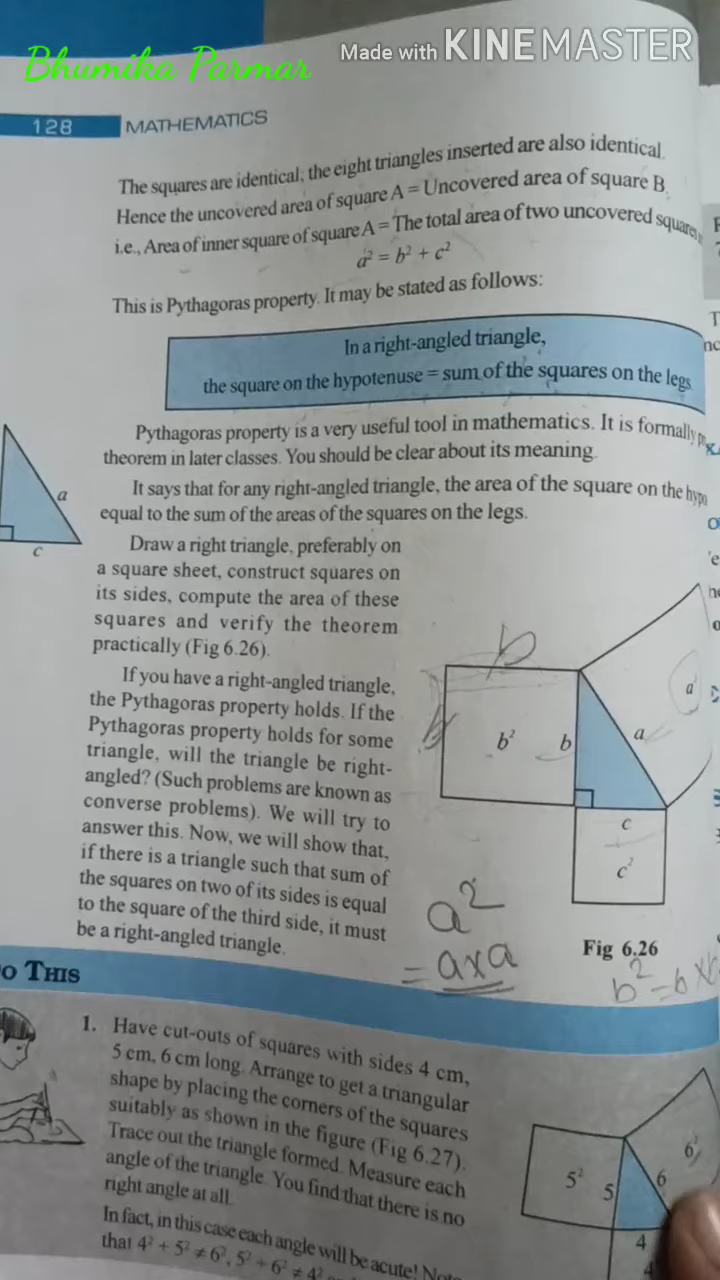 Bhumika Parmar
Made with KINEMASTER
128 MATHEMATICS
The squares are identical; the eight triangles inserted are also identical.
Hence the uncovered area of square A = Uncovered area of square B.
i.e., Area of inner square of square A = The total area of two uncovered squares
a² = b² + c²
This is Pythagoras property. It may be stated as follows:
In a right-angled triangle,
the square on the hypotenuse = sum of the squares on the legs
Pythagoras property is a very useful tool in mathematics. It is formally
theorem in later classes. You should be clear about its meaning.
It says that for any right-angled triangle, the area of the square on the hypo
equal to the sum of the areas of the squares on the legs.
a
c
Draw a right triangle, preferably on
a square sheet, construct squares on
its sides, compute the area of these
squares and verify the theorem
practically (Fig 6.26).
If you have a right-angled triangle,
the Pythagoras property holds. If the
Pythagoras property holds for some
triangle, will the triangle be right-
angled? (Such problems are known as
converse problems). We will try to
answer this. Now, we will show that,
if there is a triangle such that sum of
the squares on two of its sides is equal
to the square of the third side, it must
be a right-angled triangle.
b
b
b²
b
a
a
c
c²
Fig 6.26
a²
= a×a
b² = b×
O THIS
1. Have cut-outs of squares with sides 4 cm,
5 cm, 6 cm long. Arrange to get a triangular
shape by placing the corners of the squares
suitably as shown in the figure (Fig 6.27).
Trace out the triangle formed. Measure each
angle of the triangle. You find that there is no
right angle at all.
In fact, in this case each angle will be acute! Note
that 4² + 5² ≠ 6², 5² + 6² ≠ 4²
5²
5
6
6²
4
4